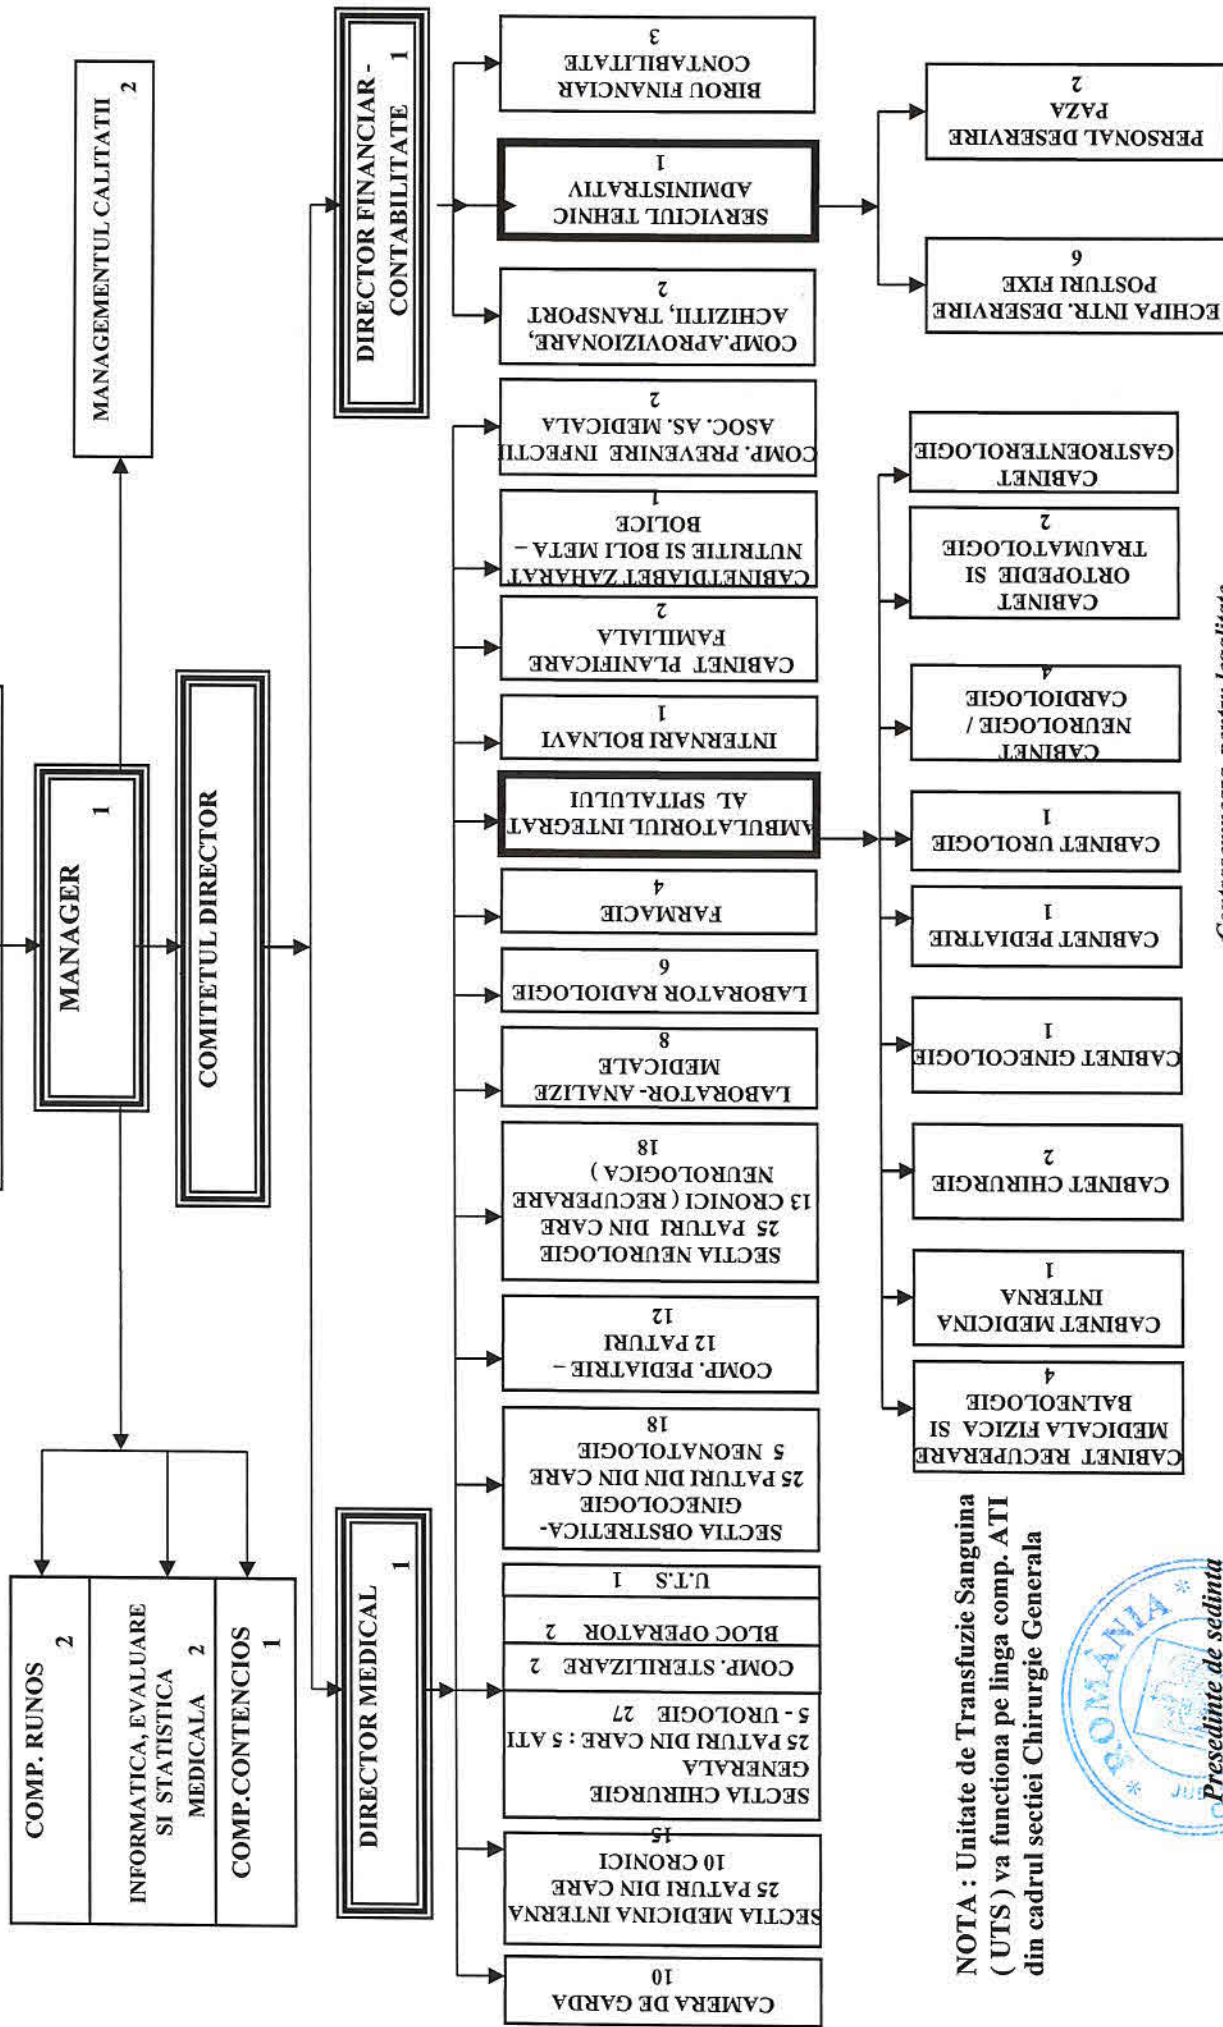 MANAGER
1
MANAGEMENTUL CALITATII
2
COMP. RUNOS
2
INFORMATICA, EVALUARE
SI STATISTICA
MEDICALA 2
COMP.CONTENCIOS
1
COMITETUL DIRECTOR
DIRECTOR MEDICAL
1
DIRECTOR FINANCIAR -
CONTABILITATE 1
CAMERA DE GARDA
10
SECTIA MEDICINA INTERNA
25 PATURI DIN CARE
10 CRONICI
15
SECTIA CHIRURGIE
GENERALA
25 PATURI DIN CARE : 5 ATI
5 - UROLOGIE 27
COMP. STERILIZARE 2
BLOC OPERATOR 2
U.T.S 1
SECTIA OBSTRETICA-
GINECOLOGIE
25 PATURI DIN DIN CARE
5 NEONATOLOGIE
18
COMP. PEDIATRIE –
12 PATURI
12
SECTIA NEUROLOGIE
25 PATURI DIN CARE
13 CRONICI ( RECUPERARE
NEUROLOGICA )
18
LABORATOR- ANALIZE
MEDICALE
8
LABORATOR RADIOLOGIE
6
FARMACIE
4
AMBULATORIUL INTEGRAT
AL SPITALULUI
INTERNARI BOLNAVI
1
CABINET PLANIFICARE
FAMILIALA
2
CABINETDIABET ZAHARAT
NUTRITIE SI BOLI META –
BOLICE
1
COMP. PREVENIRE INFECTII
ASOC. AS. MEDICALA
2
COMP.APROVIZIONARE,
ACHIZITII, TRANSPORT
2
SERVICIUL TEHNIC
ADMINISTRATIV
1
BIROU FINANCIAR
CONTABILITATE
3
CABINET RECUPERARE
MEDICALA FIZICA SI
BALNEOLOGIE
4
CABINET MEDICINA
INTERNA
1
CABINET CHIRURGIE
2
CABINET GINECOLOGIE
1
CABINET PEDIATRIE
1
CABINET UROLOGIE
1
CABINET
NEUROLOGIE /
CARDIOLOGIE
4
CABINET
ORTOPEDIE SI
TRAUMATOLOGIE
2
CABINET
GASTROENTEROLOGIE
ECHIPA INTR. DESERVIRE
POSTURI FIXE
6
PERSONAL DESERVIRE
PAZA
2
NOTA : Unitate de Transfuzie Sanguina
( UTS ) va functiona pe linga comp. ATI
din cadrul sectiei Chirurgie Generala
* ROMÂNIA *
Presedinte de sedinta